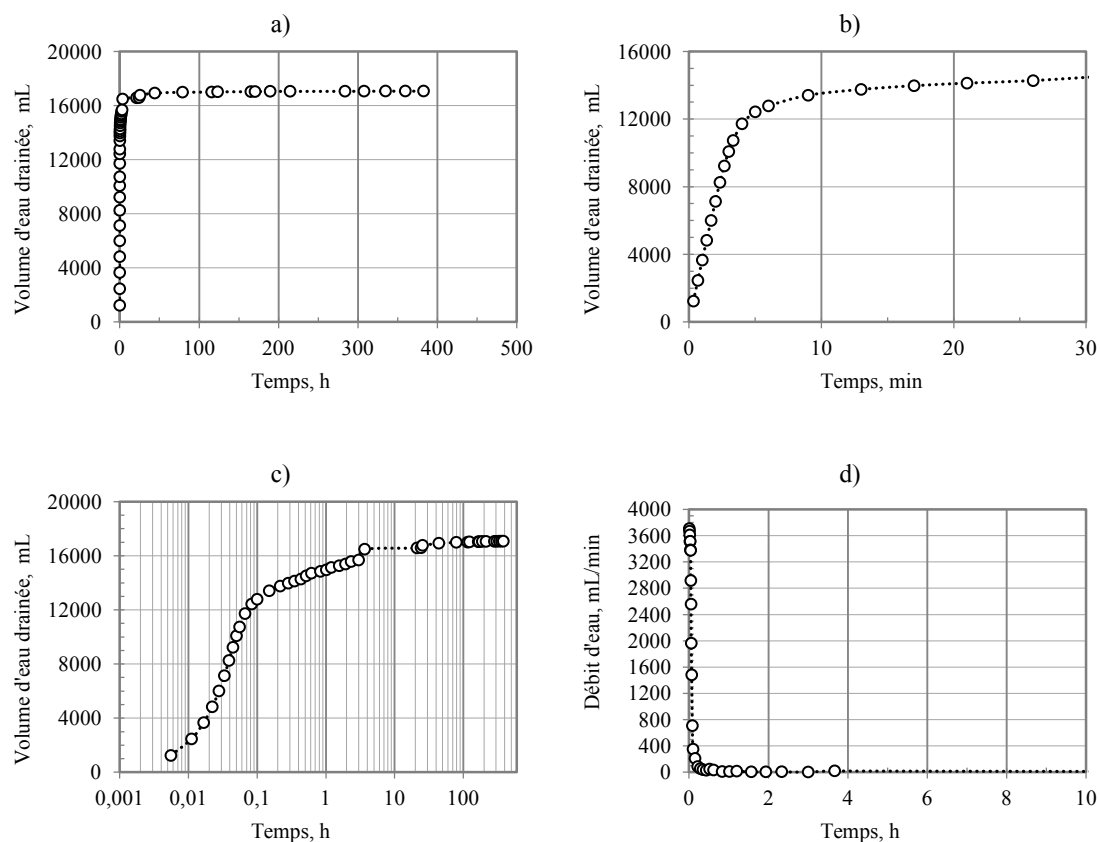 a)
20000
16000
12000
8000
4000
0
Volume d'eau drainée, mL
0 100 200 300 400 500
Temps, h
b)
16000
12000
8000
4000
0
Volume d'eau drainée, mL
0 10 20 30
Temps, min
c)
20000
16000
12000
8000
4000
0
Volume d'eau drainée, mL
0,001 0,01 0,1 1 10 100
Temps, h
d)
4000
3600
3200
2800
2400
2000
1600
1200
800
400
0
Débit d'eau, mL/min
0 2 4 6 8 10
Temps, h